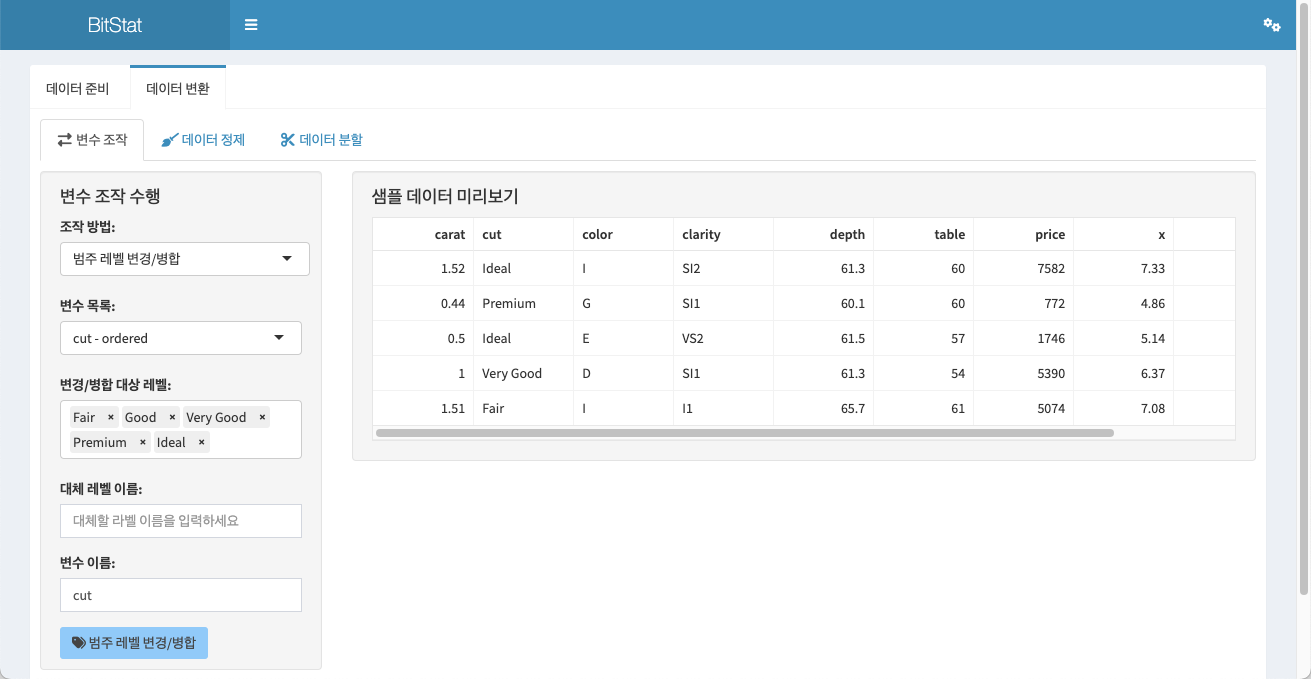 BitStat
데이터 준비 데이터 변환
변수 조작 데이터 정제 데이터 분할
변수 조작 수행
조작 방법:
범주 레벨 변경/병합
변수 목록:
cut - ordered
변경/병합 대상 레벨:
Fair × Good × Very Good ×
Premium × Ideal ×
대체 레벨 이름:
대체할 라벨 이름을 입력하세요
변수 이름:
cut
범주 레벨 변경/병합
샘플 데이터 미리보기
carat cut color clarity depth table price x
1.52 Ideal I SI2 61.3 60 7582 7.33
0.44 Premium G SI1 60.1 60 772 4.86
0.5 Ideal E VS2 61.5 57 1746 5.14
1 Very Good D SI1 61.3 54 5390 6.37
1.51 Fair I I1 65.7 61 5074 7.08